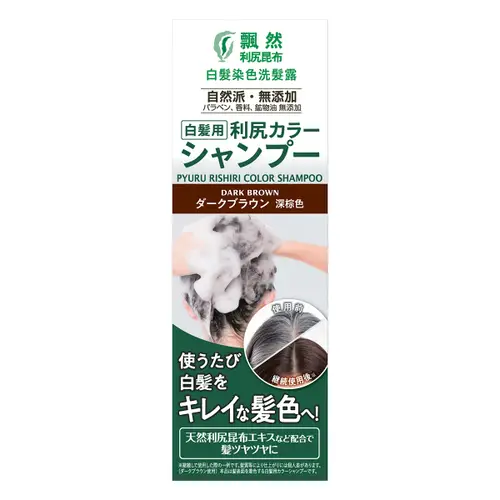 飄然
利尻昆布
白髮染色洗髮露
自然派・無添加
パラベン、香料、鉱物油 無添加
白髪用 利尻カラー
シャンプー
PYURU RISHIRI COLOR SHAMPOO
DARK BROWN
ダークブラウン 深棕色
使用前
継続使用後※
使うたび
白髪を
キレイな髪色へ!
天然利尻昆布エキスなど配合で
髪ツヤツヤに